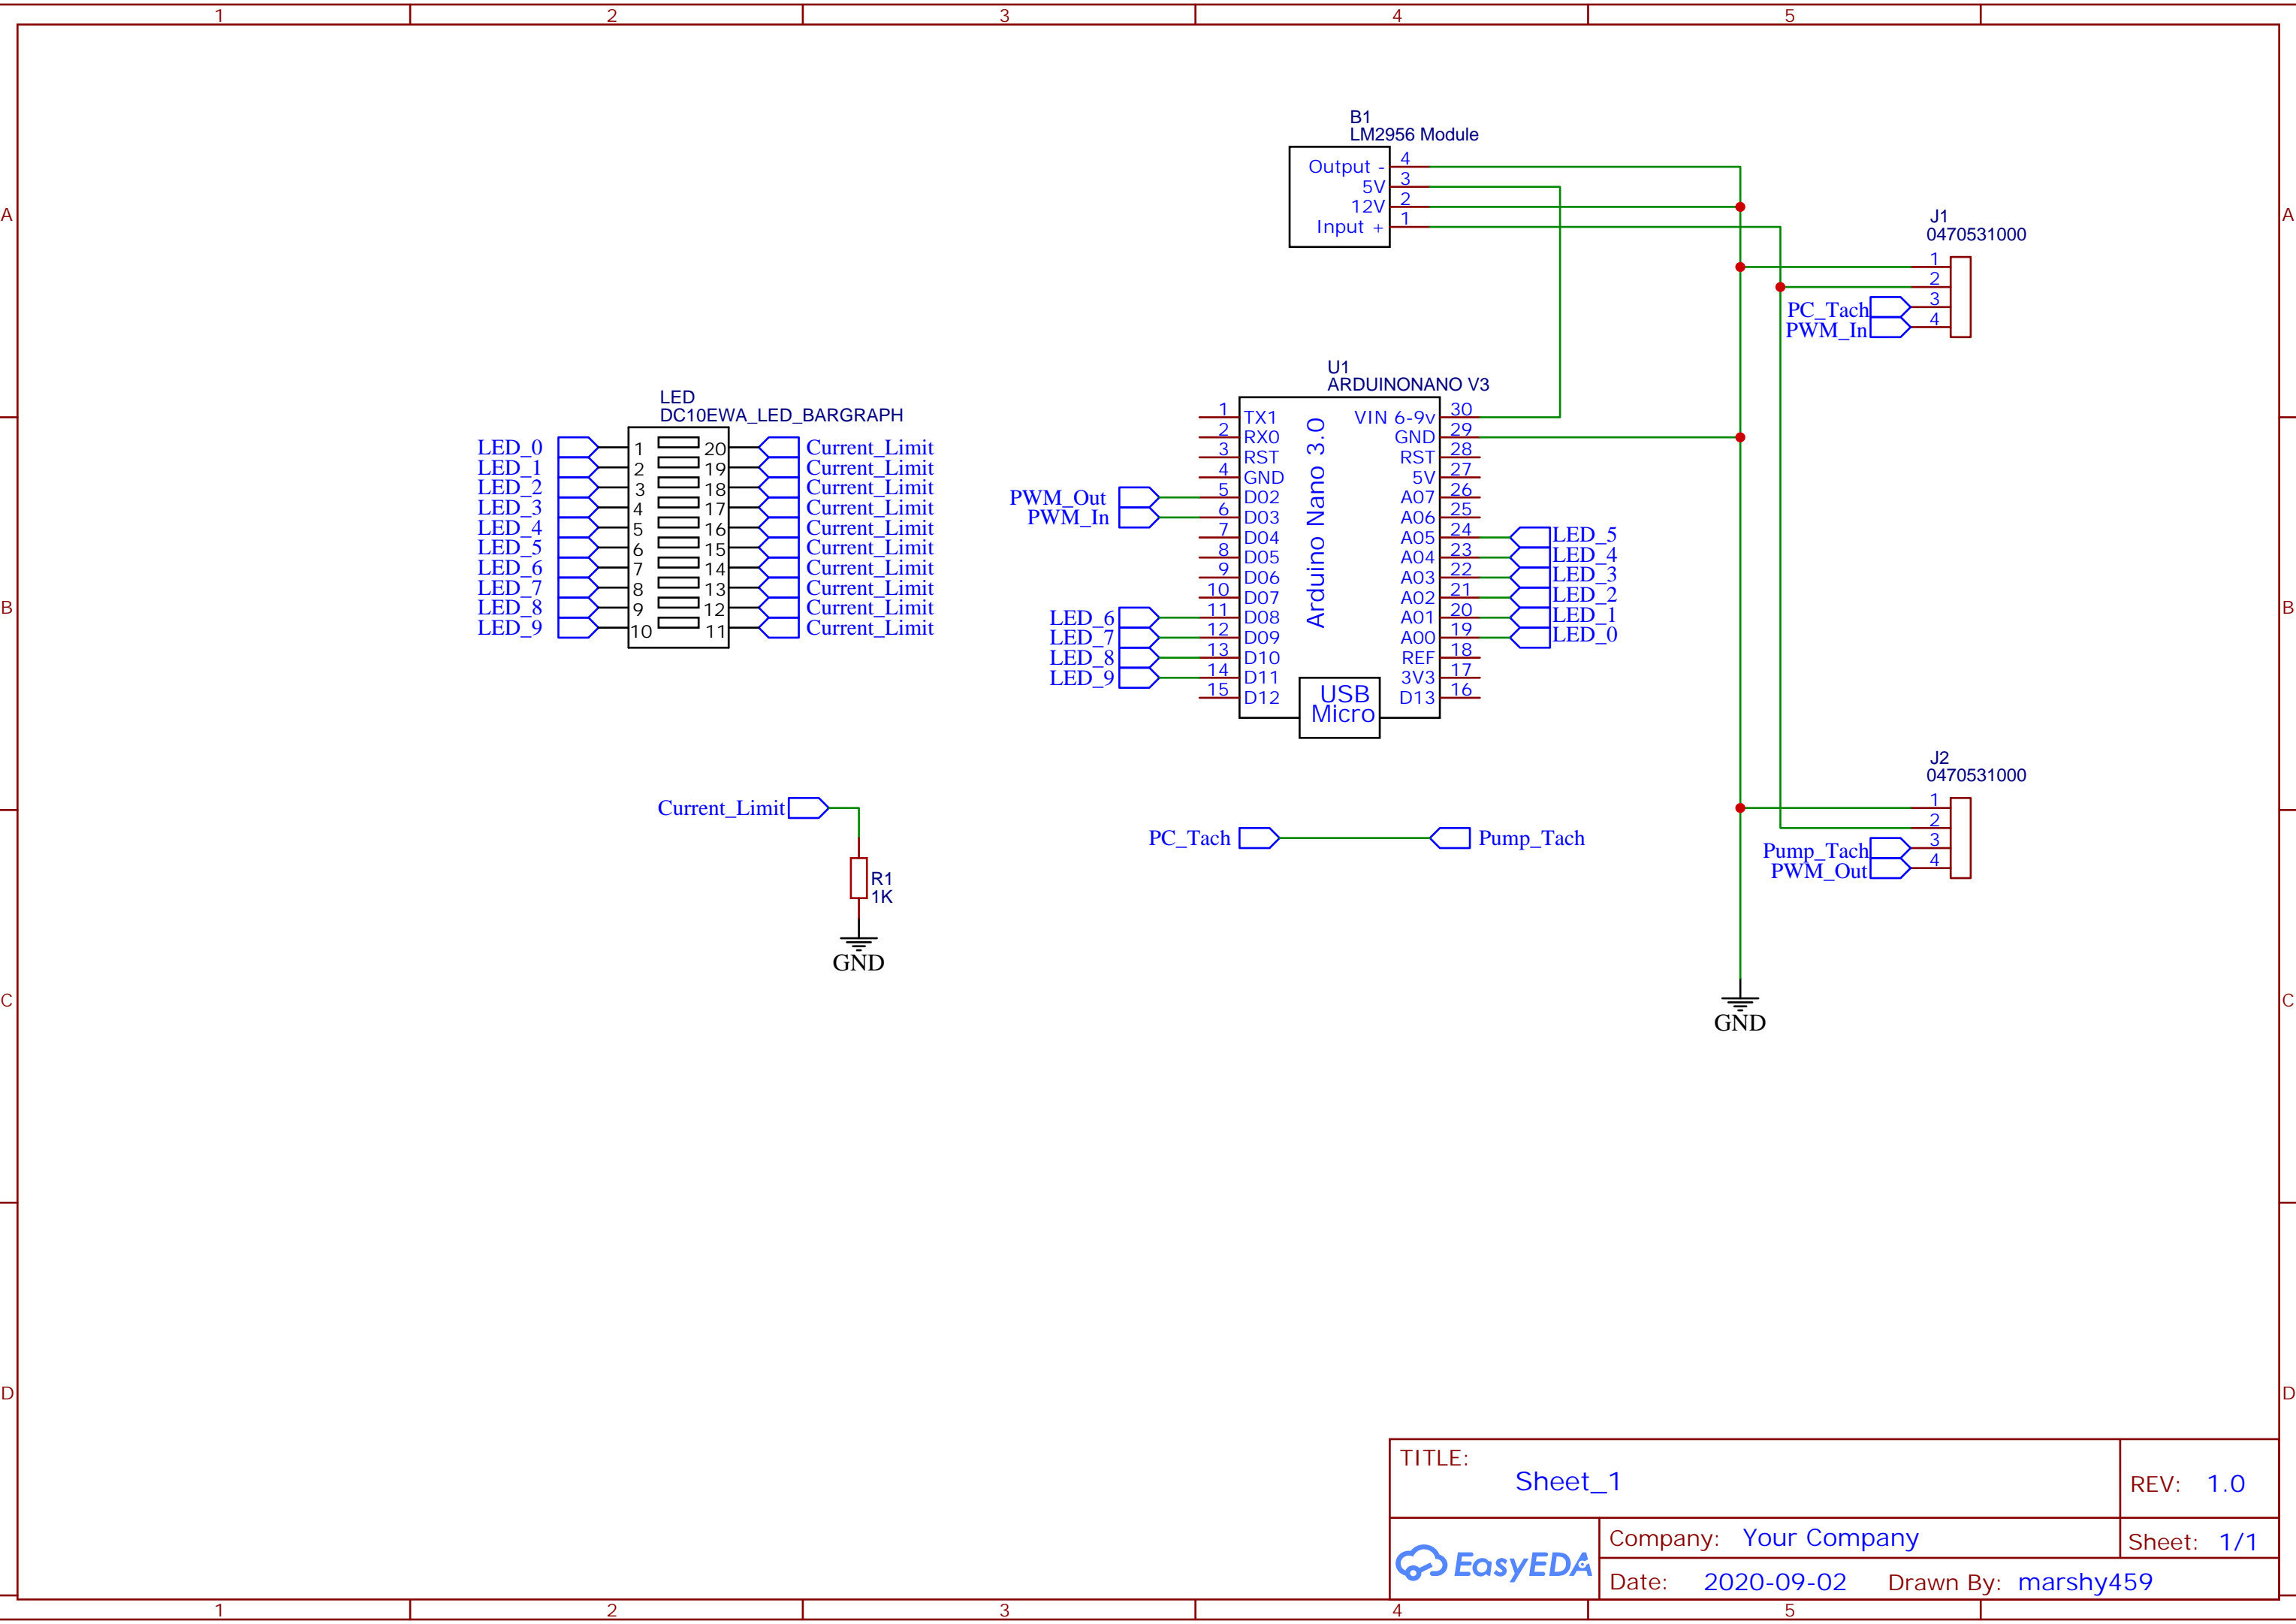 1 2 3 4 5
A A
B B
C C
D D
B1
LM2956 Module
Output - 4
5V 3
12V 2
Input + 1
J1
0470531000
1
2
PC_Tach 3
PWM_In 4
LED
DC10EWA_LED_BARGRAPH
LED_0 1 20 Current_Limit
LED_1 2 19 Current_Limit
LED_2 3 18 Current_Limit
LED_3 4 17 Current_Limit
LED_4 5 16 Current_Limit
LED_5 6 15 Current_Limit
LED_6 7 14 Current_Limit
LED_7 8 13 Current_Limit
LED_8 9 12 Current_Limit
LED_9 10 11 Current_Limit
U1
ARDUINONANO V3
Arduino Nano 3.0
1 TX1 VIN 6-9v 30
2 RX0 GND 29
3 RST RST 28
4 GND 5V 27
PWM_Out 5 D02 A07 26
PWM_In 6 D03 A06 25
7 D04 A05 24 LED_5
8 D05 A04 23 LED_4
9 D06 A03 22 LED_3
10 D07 A02 21 LED_2
LED_6 11 D08 A01 20 LED_1
LED_7 12 D09 A00 19 LED_0
LED_8 13 D10 REF 18
LED_9 14 D11 3V3 17
15 D12 D13 16
USB
Micro
Current_Limit
R1
1K
GND
PC_Tach Pump_Tach
J2
0470531000
1
2
Pump_Tach 3
PWM_Out 4
GND
TITLE:
Sheet_1
REV: 1.0
EasyEDA
Company: Your Company
Sheet: 1/1
Date: 2020-09-02 Drawn By: marshy459
1 2 3 4 5